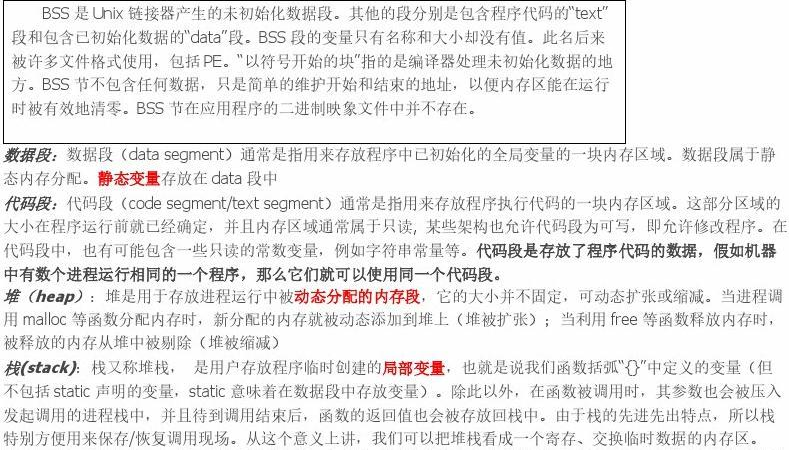 BSS 是 Unix 链接器产生的未初始化数据段。其他的段分别是包含程序代码的“text”
段和包含已初始化数据的“data”段。BSS 段的变量只有名称和大小却没有值。此名后来
被许多文件格式使用，包括 PE。“以符号开始的块”指的是编译器处理未初始化数据的地
方。BSS 节不包含任何数据，只是简单的维护开始和结束的地址，以便内存区能在运行
时被有效地清零。BSS 节在应用程序的二进制映象文件中并不存在。
数据段：数据段（data segment）通常是指用来存放程序中已初始化的全局变量的一块内存区域。数据段属于静
态内存分配。静态变量存放在 data 段中
代码段：代码段（code segment/text segment）通常是指用来存放程序执行代码的一块内存区域。这部分区域的
大小在程序运行前就已经确定，并且内存区域通常属于只读, 某些架构也允许代码段为可写，即允许修改程序。在
代码段中，也有可能包含一些只读的常数变量，例如字符串常量等。代码段是存放了程序代码的数据，假如机器
中有数个进程运行相同的一个程序，那么它们就可以使用同一个代码段。
堆（heap）：堆是用于存放进程运行中被动态分配的内存段，它的大小并不固定，可动态扩张或缩减。当进程调
用 malloc 等函数分配内存时，新分配的内存就被动态添加到堆上（堆被扩张）；当利用 free 等函数释放内存时，
被释放的内存从堆中被剔除（堆被缩减）
栈(stack)：栈又称堆栈， 是用户存放程序临时创建的局部变量，也就是说我们函数括弧“{}”中定义的变量（但
不包括 static 声明的变量，static 意味着在数据段中存放变量）。除此以外，在函数被调用时，其参数也会被压入
发起调用的进程栈中，并且待到调用结束后，函数的返回值也会被存放回栈中。由于栈的先进先出特点，所以栈
特别方便用来保存/恢复调用现场。从这个意义上讲，我们可以把堆栈看成一个寄存、交换临时数据的内存区。